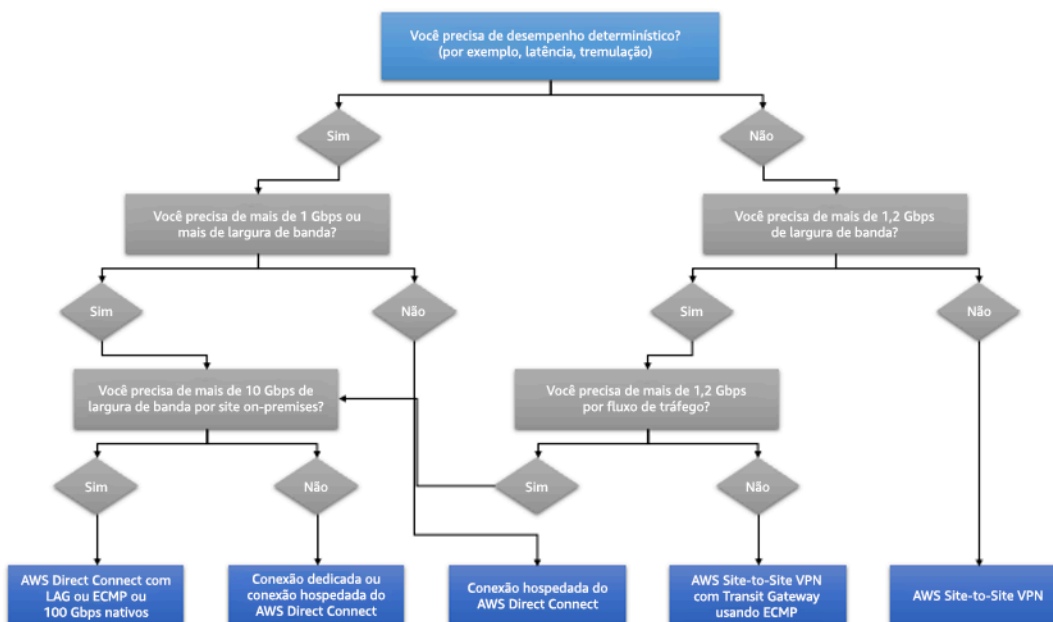 Você precisa de desempenho determinístico?
(por exemplo, latência, tremulação)
Sim
Não
Você precisa de mais de 1 Gbps ou
mais de largura de banda?
Você precisa de mais de 1,2 Gbps
de largura de banda?
Sim
Não
Sim
Não
Você precisa de mais de 10 Gbps de
largura de banda por site on-premises?
Você precisa de mais de 1,2 Gbps
por fluxo de tráfego?
Sim
Não
Sim
Não
AWS Direct Connect com
LAG ou ECMP ou
100 Gbps nativos
Conexão dedicada ou
conexão hospedada do
AWS Direct Connect
Conexão hospedada do
AWS Direct Connect
AWS Site-to-Site VPN
com Transit Gateway
usando ECMP
AWS Site-to-Site VPN